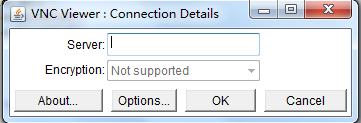 VNC Viewer : Connection Details
Server:
Encryption: Not supported
About... Options... OK Cancel